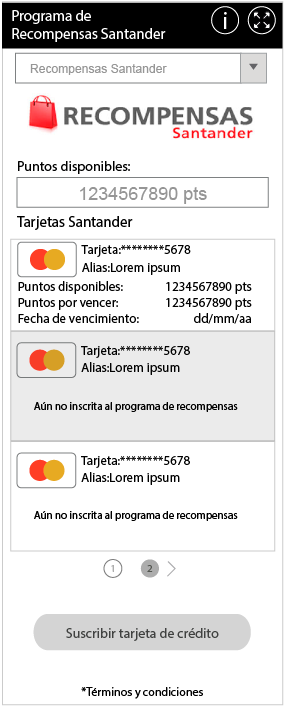 Programa de
Recompensas Santander
i
Recompensas Santander
RECOMPENSAS
Santander
Puntos disponibles:
1234567890 pts
Tarjetas Santander
Tarjeta:********5678
Alias:Lorem ipsum
Puntos disponibles: 1234567890 pts
Puntos por vencer: 1234567890 pts
Fecha de vencimiento: dd/mm/aa
Tarjeta:********5678
Alias:Lorem ipsum
Aún no inscrita al programa de recompensas
Tarjeta:********5678
Alias:Lorem ipsum
Aún no inscrita al programa de recompensas
1 2
Suscribir tarjeta de crédito
*Términos y condiciones